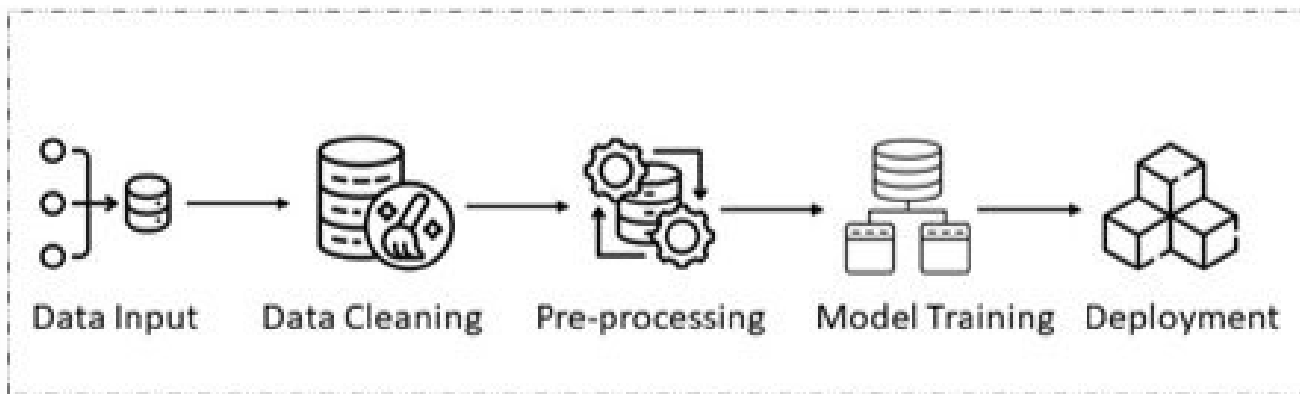 Data Input
Data Cleaning
Pre-processing
Model Training
Deployment